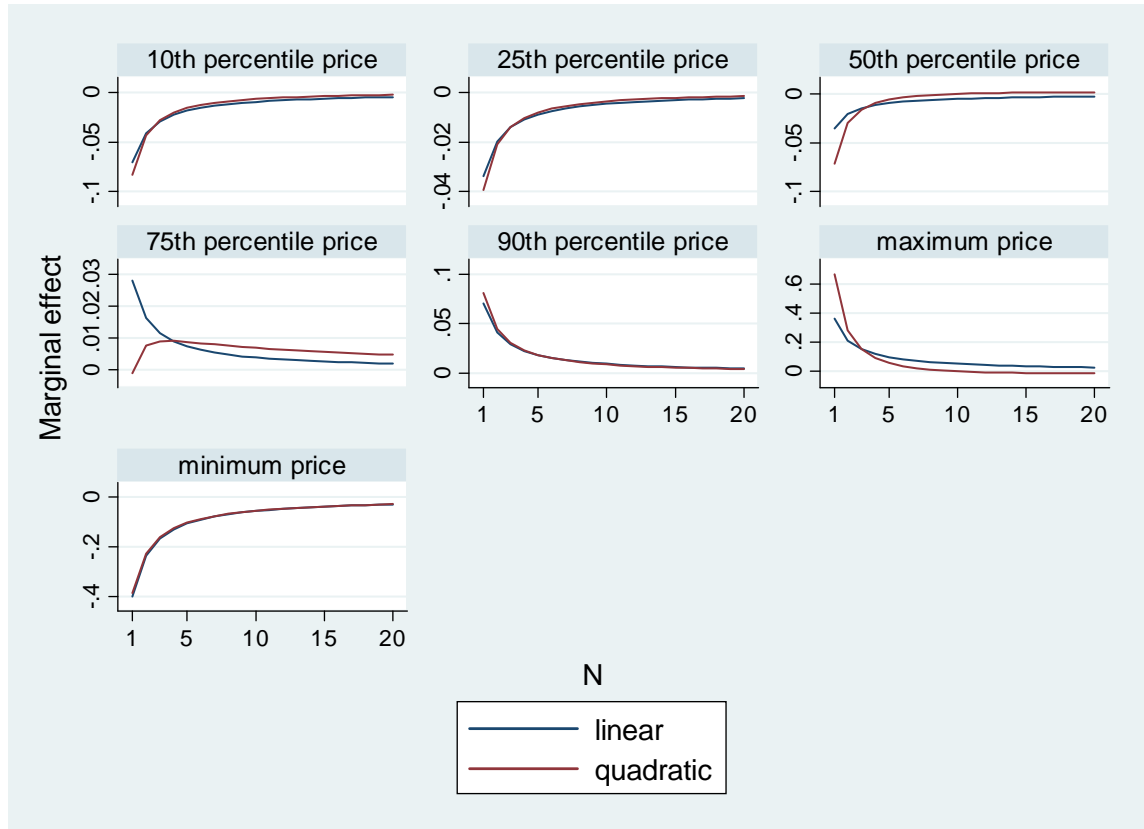 10th percentile price
25th percentile price
50th percentile price
0
-.05
-.1
0
-.02
-.04
0
-.05
-.1
75th percentile price
90th percentile price
maximum price
Marginal effect
.03
.02
.01
0
.1
.05
0
.6
.4
.2
0
1 5 10 15 20
1 5 10 15 20
minimum price
0
-.2
-.4
1 5 10 15 20
N
linear
quadratic